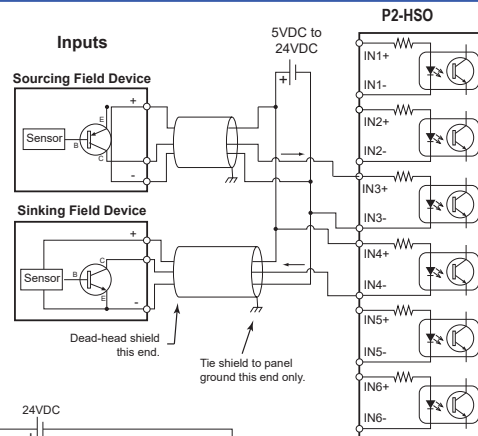 P2-HSO
Inputs
5VDC to
24VDC
Sourcing Field Device
+
E
Sensor
B
C
-
+
IN1+
IN1-
IN2+
IN2-
IN3+
IN3-
IN4+
IN4-
IN5+
IN5-
IN6+
IN6-
Sinking Field Device
+
C
Sensor
B
E
-
Dead-head shield
this end.
Tie shield to panel
ground this end only.
24VDC
+